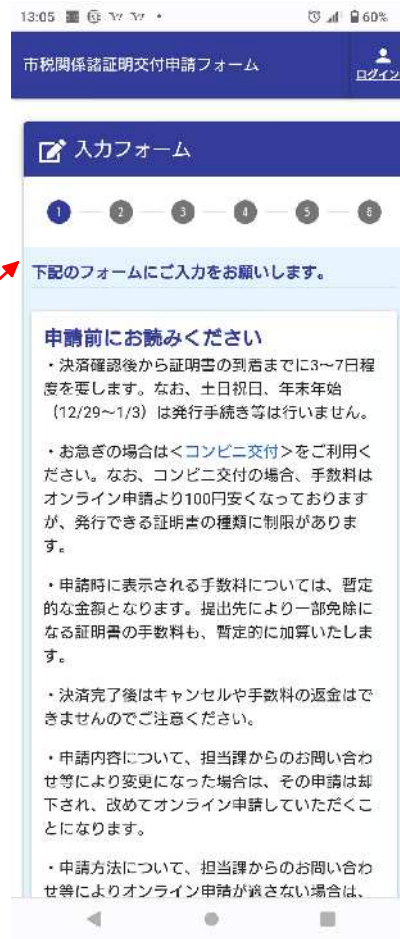 13:05
60%
市税関係諸証明交付申請フォーム
ログイン
入力フォーム
1 2 3 4 5 6
下記のフォームにご入力をお願いします。
申請前にお読みください
・決済確認後から証明書の到着までに3〜7日程
度を要します。なお、土日祝日、年末年始
(12/29〜1/3)は発行手続き等は行いません。
・お急ぎの場合は<コンビニ交付>をご利用く
ださい。なお、コンビニ交付の場合、手数料は
オンライン申請より100円安くなっております
が、発行できる証明書の種類に制限がありま
す。
・申請時に表示される手数料については、暫定
的な金額となります。提出先により一部免除に
なる証明書の手数料も、暫定的に加算いたしま
す。
・決済完了後はキャンセルや手数料の返金はで
きませんのでご注意ください。
・申請内容について、担当課からのお問い合わ
せ等により変更になった場合は、その申請は却
下され、改めてオンライン申請していただくこ
とになります。
・申請方法について、担当課からのお問い合わ
せ等によりオンライン申請が適さない場合は、